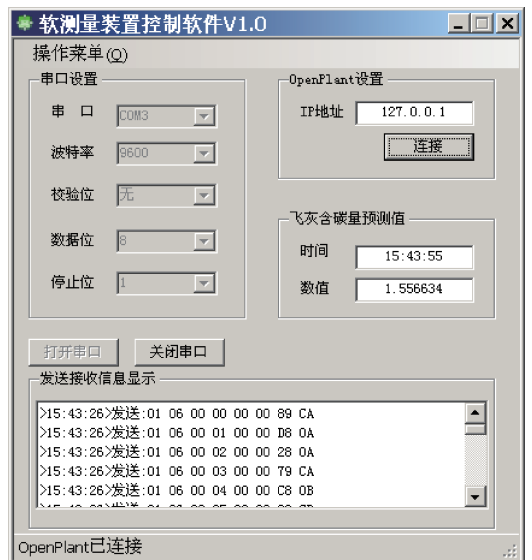 软测量装置控制软件V1.0
操作菜单(O)
串口设置
串 口 COM3
波特率 9600
校验位 无
数据位 8
停止位 1
打开串口 关闭串口
OpenPlant设置
IP地址 127.0.0.1
连接
飞灰含碳量预测值
时间 15:43:55
数值 1.556634
发送接收信息显示
>15:43:26>发送:01 06 00 00 00 00 89 CA
>15:43:26>发送:01 06 00 01 00 00 D8 0A
>15:43:26>发送:01 06 00 02 00 00 28 0A
>15:43:26>发送:01 06 00 03 00 00 79 CA
>15:43:26>发送:01 06 00 04 00 00 C8 0B
OpenPlant已连接